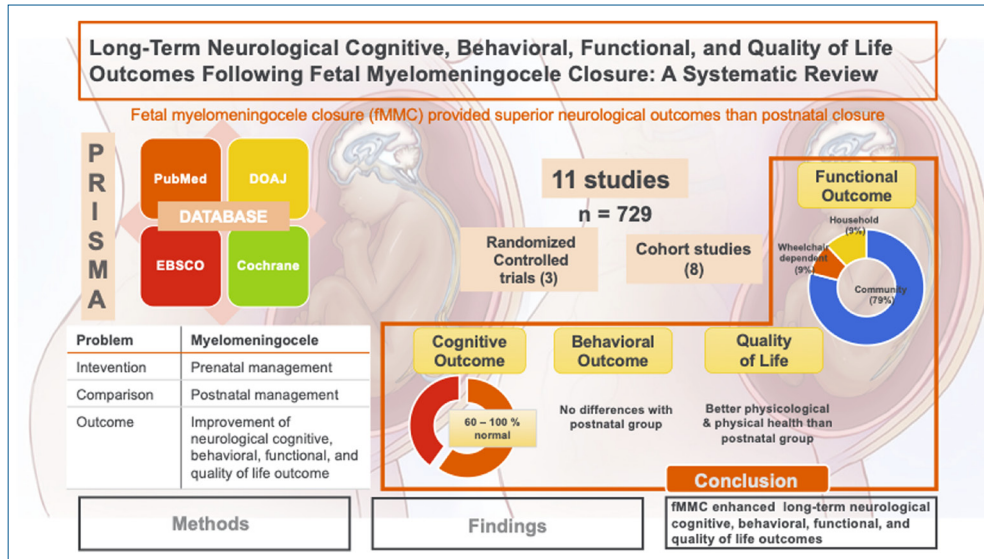 Long-Term Neurological Cognitive, Behavioral, Functional, and Quality of Life
Outcomes Following Fetal Myelomeningocele Closure: A Systematic Review
Fetal myelomeningocele closure (fMMC) provided superior neurological outcomes than postnatal closure
PRISMA
PubMed
DOAJ
DATABASE
EBSCO
Cochrane
11 studies
n = 729
Randomized
Controlled
trials (3)
Cohort studies
(8)
Functional
Outcome
Household
(9%)
Wheelchair
dependent
(9%)
Community
(79%)
Problem
Myelomeningocele
Intevention
Prenatal management
Comparison
Postnatal management
Outcome
Improvement of
neurological cognitive,
behavioral, functional, and
quality of life outcome
Cognitive
Outcome
60 – 100 %
normal
Behavioral
Outcome
No differences with
postnatal group
Quality
of Life
Better physicological
& physical health than
postnatal group
Methods
Findings
Conclusion
fMMC enhanced long-term neurological
cognitive, behavioral, functional, and
quality of life outcomes